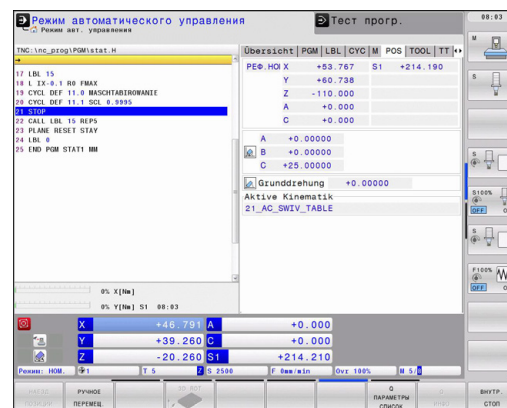 Режим автоматического управления
Режим авт. управления
Тест прогр.
08:03
TNC:\nc_prog\PGM\stat.H
→
17 LBL 15
18 L IX-0.1 R0 FMAX
19 CYCL DEF 11.0 MASCHTABIROWANIE
20 CYCL DEF 11.1 SCL 0.9995
21 STOP
22 CALL LBL 15 REP5
23 PLANE RESET STAY
24 LBL 0
25 END PGM STAT1 MM
0% X[Nm]
0% Y[Nm] S1 08:03
Übersicht PGM LBL CYC M POS TOOL TT
РЕФ.НОМ X +53.767 S1 +214.190
Y +60.738
Z -110.000
A +0.000
C +0.000
A +0.00000
B +0.00000
C +25.00000
Grunddrehung +0.00000
Aktive Kinematik
21_AC_SWIV_TABLE
X +46.791 A +0.000
Y +39.260 C +0.000
Z -20.260 S1 +214.210
Режим: НОМ. 1 T 5 Z S 2500 F 0mm/min Ovr 100% M 5/8
M
S
S
S100%
OFF
S
F100%
OFF
РУЧНОЕ
ПЕРЕМЕЩ.
3D ROT
Q
ПАРАМЕТРЫ
СПИСОК
ВНУТР.
СТОП